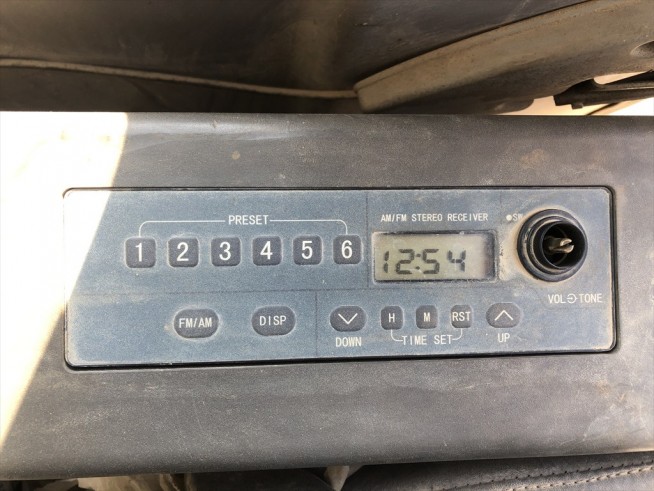 PRESET
1 2 3 4 5 6
AM/FM STEREO RECEIVER
12:54
VOL TONE
FM/AM
DISP
DOWN
H M RST
TIME SET
UP